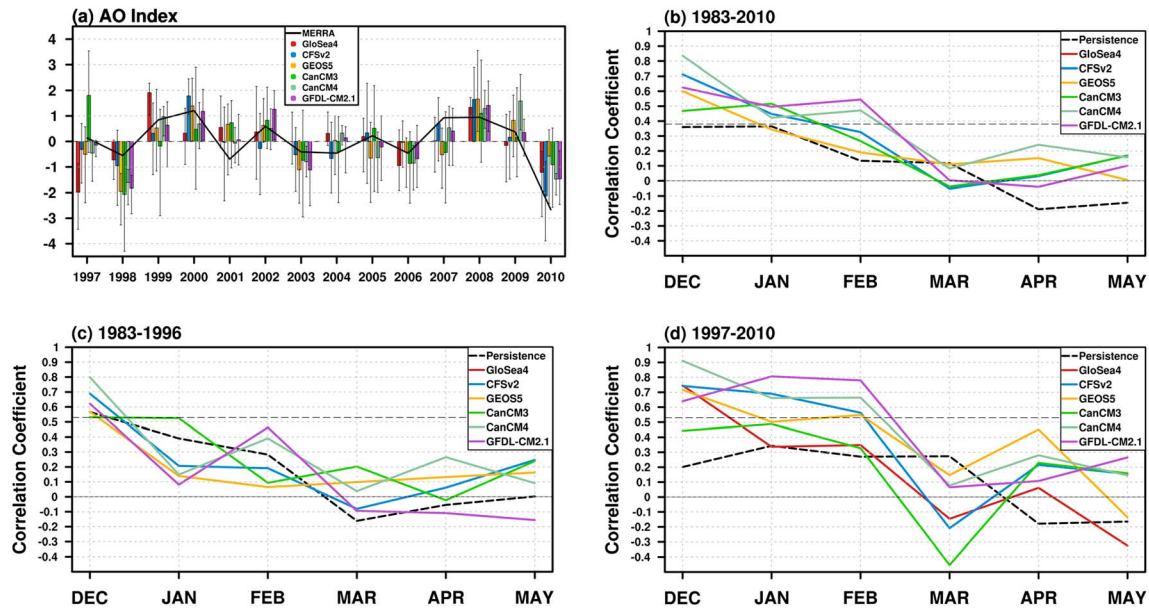 (a) AO Index
4
3
2
1
0
-1
-2
-3
-4
MERRA
GloSea4
CFSv2
GEOS5
CanCM3
CanCM4
GFDL-CM2.1
1997 1998 1999 2000 2001 2002 2003 2004 2005 2006 2007 2008 2009 2010
(b) 1983-2010
Correlation Coefficient
1
0.9
0.8
0.7
0.6
0.5
0.4
0.3
0.2
0.1
0
-0.1
-0.2
-0.3
-0.4
Persistence
GloSea4
CFSv2
GEOS5
CanCM3
CanCM4
GFDL-CM2.1
DEC JAN FEB MAR APR MAY
(c) 1983-1996
Correlation Coefficient
1
0.9
0.8
0.7
0.6
0.5
0.4
0.3
0.2
0.1
0
-0.1
-0.2
-0.3
-0.4
Persistence
GloSea4
CFSv2
GEOS5
CanCM3
CanCM4
GFDL-CM2.1
DEC JAN FEB MAR APR MAY
(d) 1997-2010
Correlation Coefficient
1
0.9
0.8
0.7
0.6
0.5
0.4
0.3
0.2
0.1
0
-0.1
-0.2
-0.3
-0.4
Persistence
GloSea4
CFSv2
GEOS5
CanCM3
CanCM4
GFDL-CM2.1
DEC JAN FEB MAR APR MAY